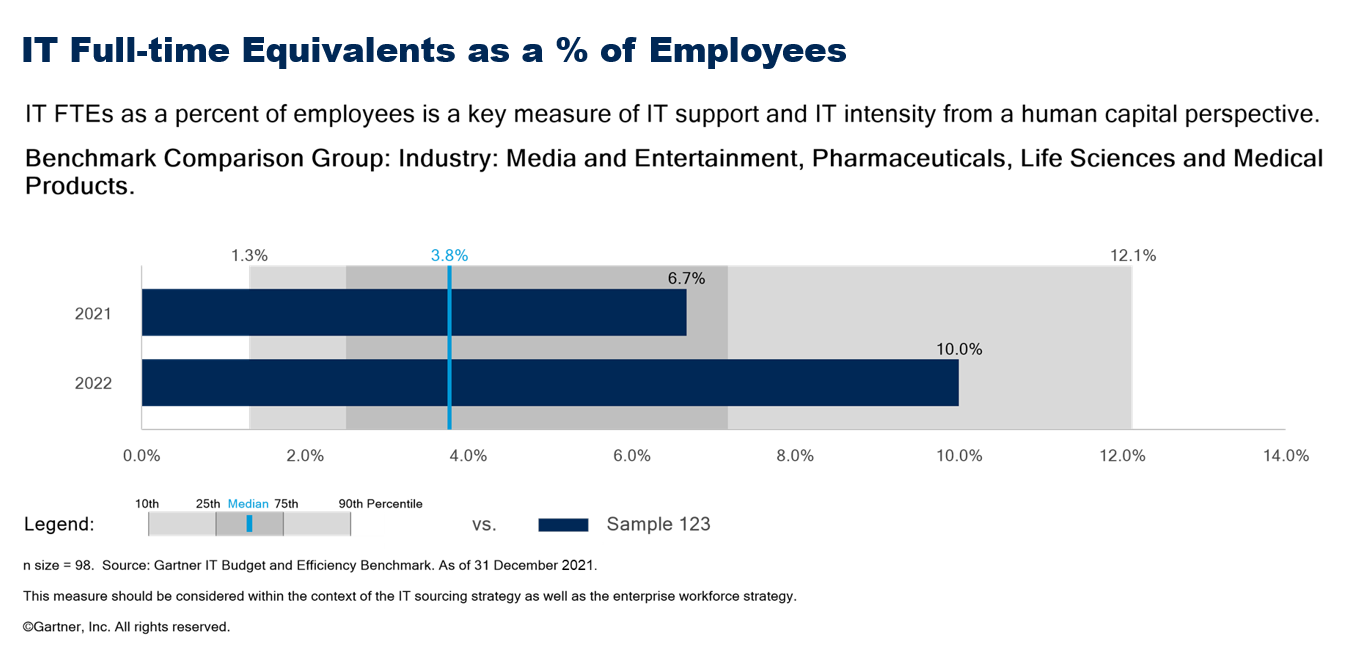 IT Full-time Equivalents as a % of Employees
IT FTEs as a percent of employees is a key measure of IT support and IT intensity from a human capital perspective.
Benchmark Comparison Group: Industry: Media and Entertainment, Pharmaceuticals, Life Sciences and Medical
Products.
1.3% 3.8% 12.1%
6.7%
2021
10.0%
2022
0.0% 2.0% 4.0% 6.0% 8.0% 10.0% 12.0% 14.0%
10th 25th Median 75th 90th Percentile
Legend: vs. Sample 123
n size = 98. Source: Gartner IT Budget and Efficiency Benchmark. As of 31 December 2021.
This measure should be considered within the context of the IT sourcing strategy as well as the enterprise workforce strategy.
©Gartner, Inc. All rights reserved.